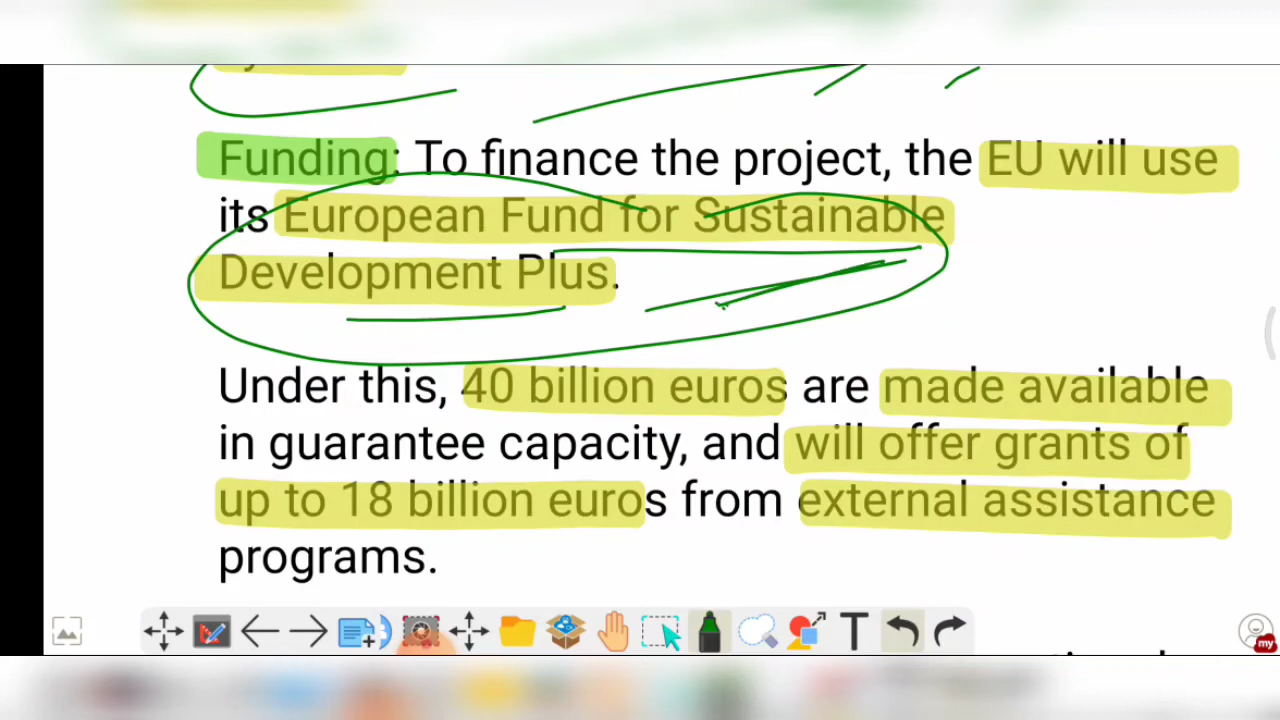 Funding: To finance the project, the EU will use
its European Fund for Sustainable
Development Plus.
Under this, 40 billion euros are made available
in guarantee capacity, and will offer grants of
up to 18 billion euros from external assistance
programs.
T
my